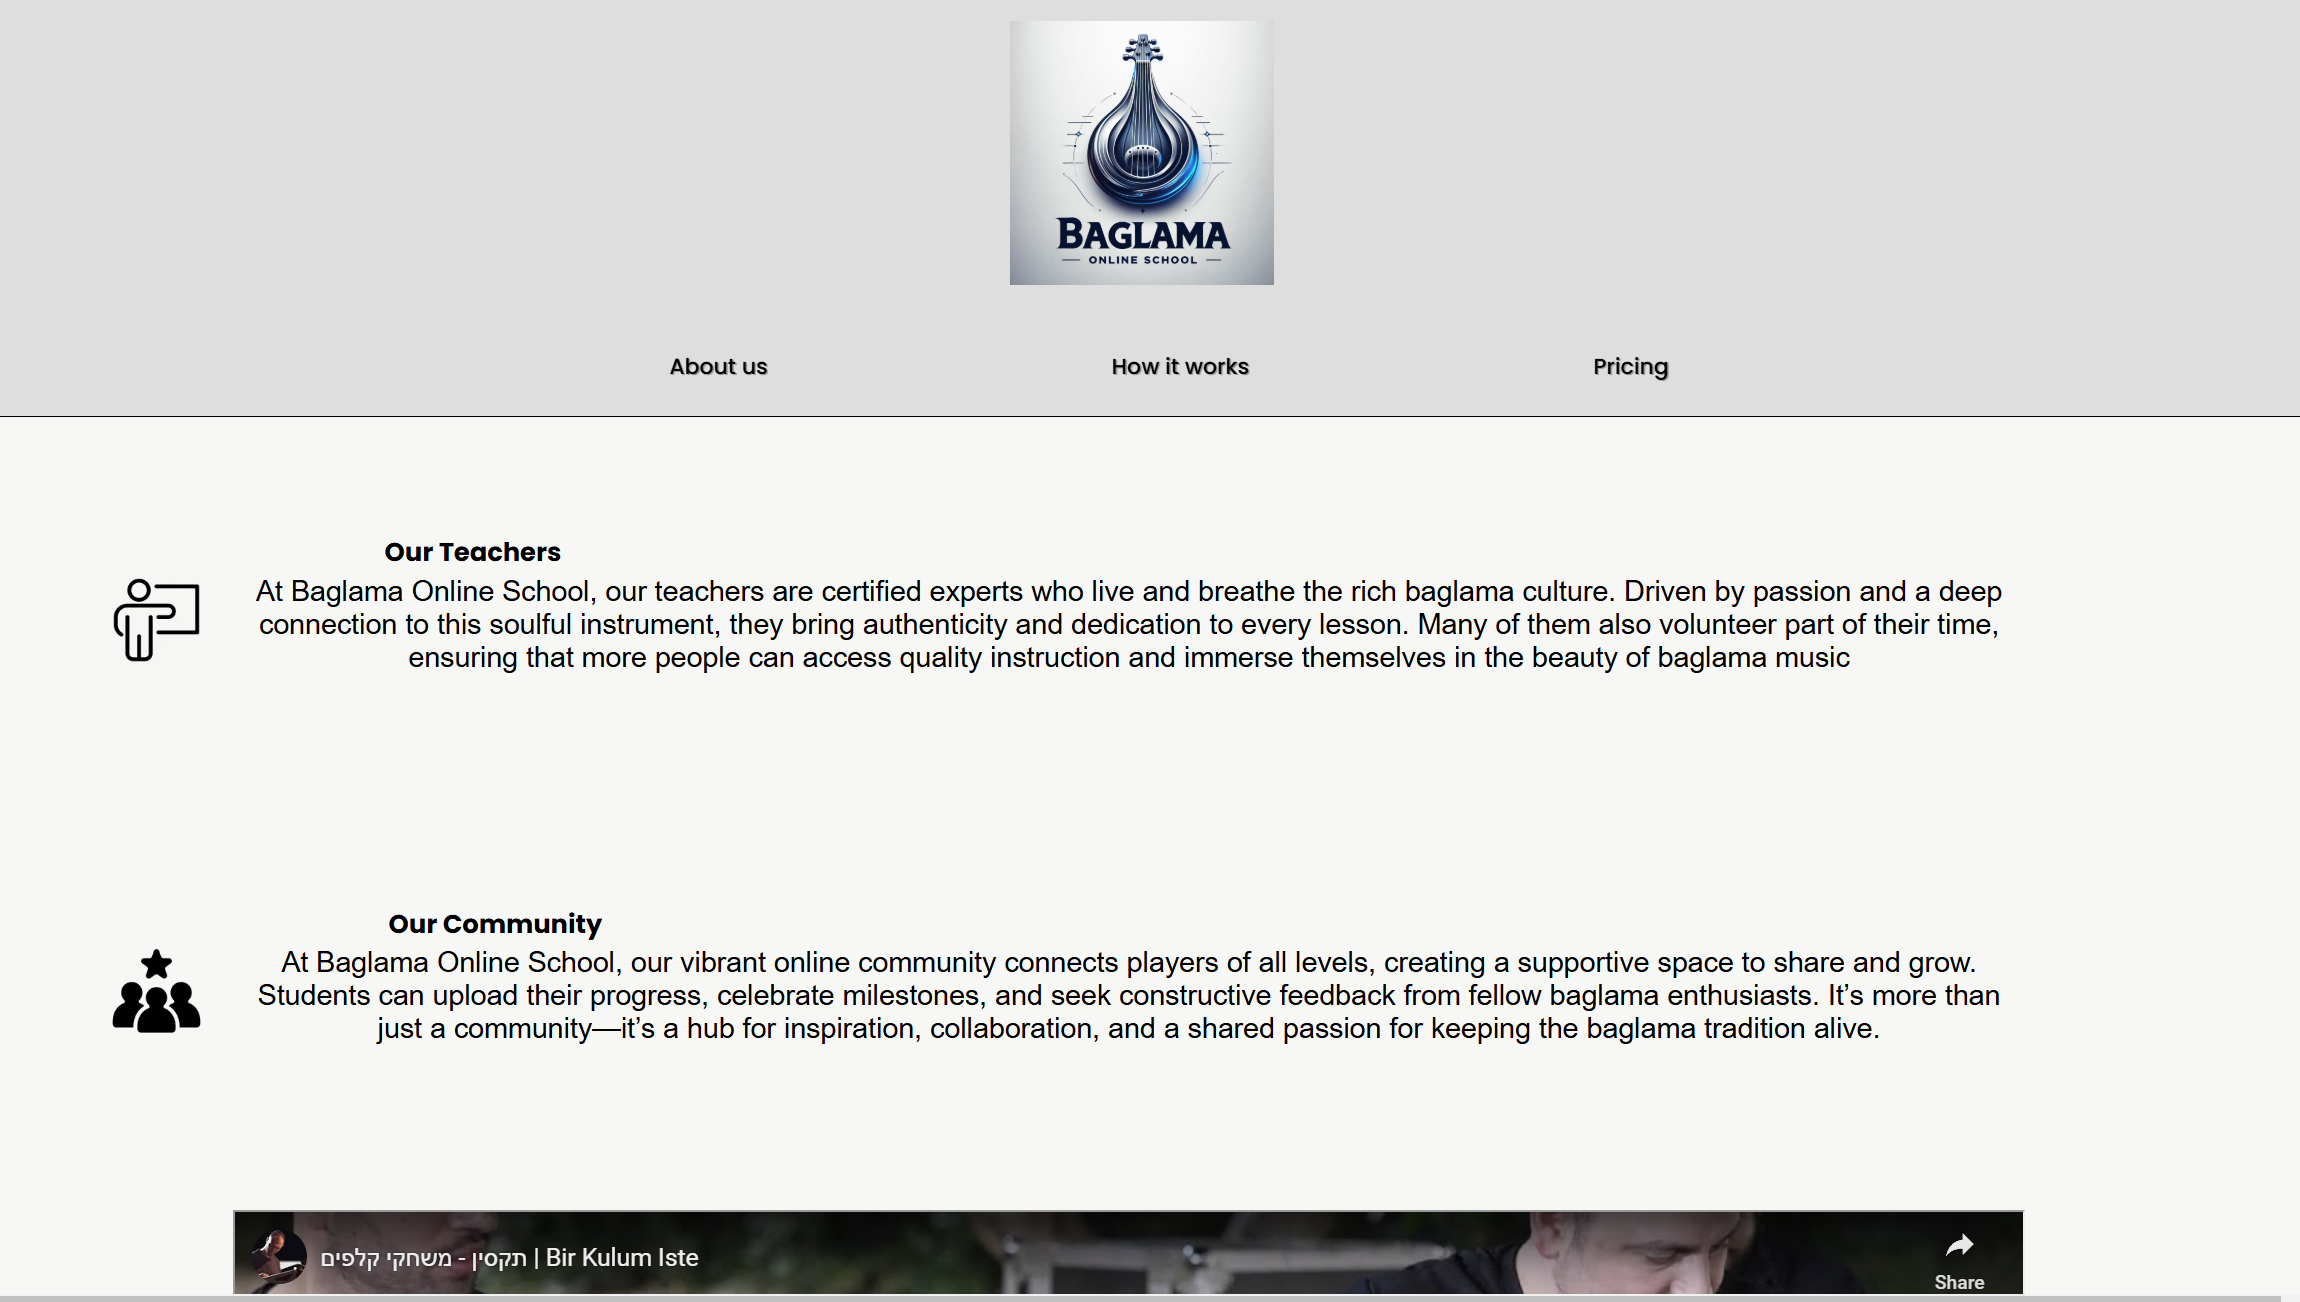 BAGLAMA
ONLINE SCHOOL
About us
How it works
Pricing
Our Teachers
At Baglama Online School, our teachers are certified experts who live and breathe the rich baglama culture. Driven by passion and a deep
connection to this soulful instrument, they bring authenticity and dedication to every lesson. Many of them also volunteer part of their time,
ensuring that more people can access quality instruction and immerse themselves in the beauty of baglama music
Our Community
At Baglama Online School, our vibrant online community connects players of all levels, creating a supportive space to share and grow.
Students can upload their progress, celebrate milestones, and seek constructive feedback from fellow baglama enthusiasts. It’s more than
just a community—it’s a hub for inspiration, collaboration, and a shared passion for keeping the baglama tradition alive.
תקסין - משחקי קלפים | Bir Kulum Iste
Share